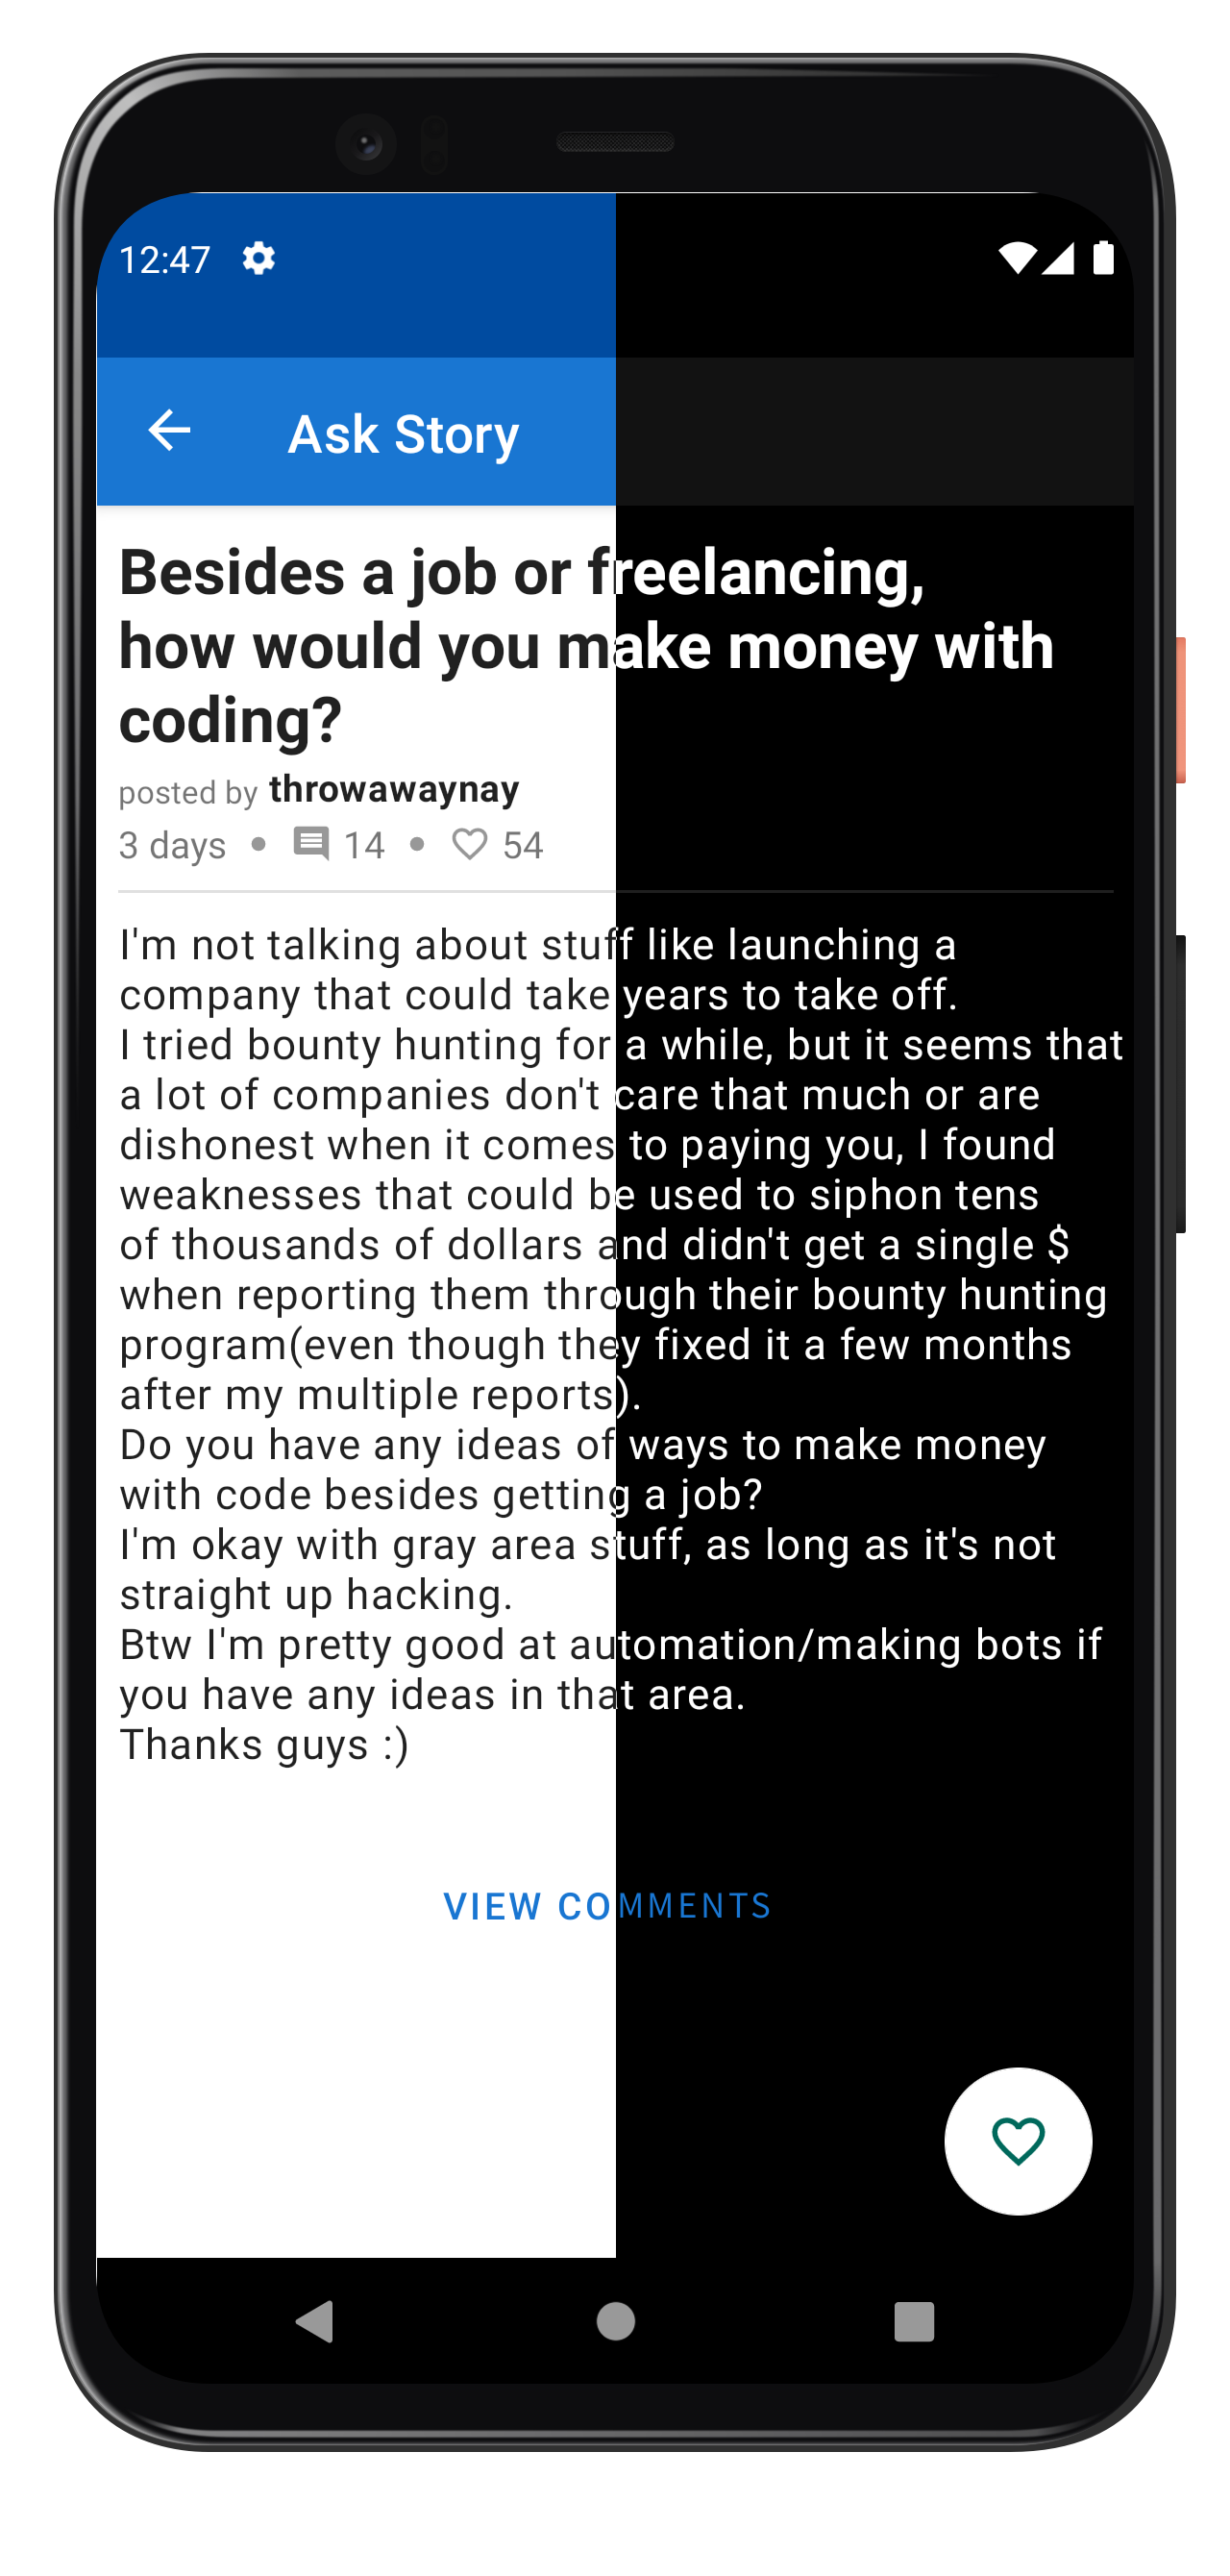 12:47
Ask Story
Besides a job or freelancing,
how would you make money with
coding?
posted by throwawaynay
3 days • 14 • 54
I'm not talking about stuff like launching a
company that could take years to take off.
I tried bounty hunting for a while, but it seems that
a lot of companies don't care that much or are
dishonest when it comes to paying you, I found
weaknesses that could be used to siphon tens
of thousands of dollars and didn't get a single $
when reporting them through their bounty hunting
program(even though they fixed it a few months
after my multiple reports).
Do you have any ideas of ways to make money
with code besides getting a job?
I'm okay with gray area stuff, as long as it's not
straight up hacking.
Btw I'm pretty good at automation/making bots if
you have any ideas in that area.
Thanks guys :)
VIEW COMMENTS